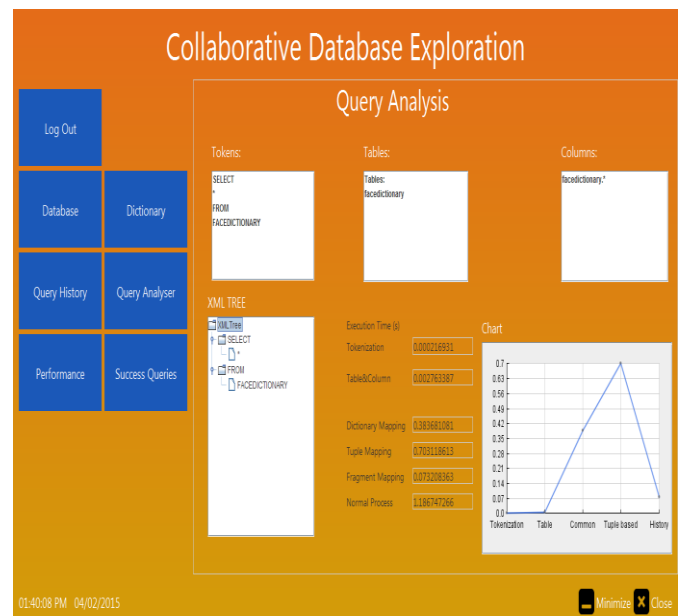 Collaborative Database Exploration
Query Analysis
Log Out
Database
Dictionary
Query History
Query Analyser
Performance
Success Queries
Tokens:
SELECT
*
FROM
FACEDICTIONARY
Tables:
Tables:
facedictionary
Columns:
facedictionary.*
XML TREE
XMLTree
SELECT
*
FROM
FACEDICTIONARY
Execution Time (s)
Tokenization 0.000216931
Table&Column 0.002763387
Dictionary Mapping 0.383681081
Tuple Mapping 0.703118613
Fragment Mapping 0.073208363
Normal Process 1.186747266
Chart
0.7
0.63
0.56
0.49
0.42
0.35
0.28
0.21
0.14
0.07
0.0
Tokenization Table Common Tuple based History
01:40:08 PM 04/02/2015
Minimize X Close